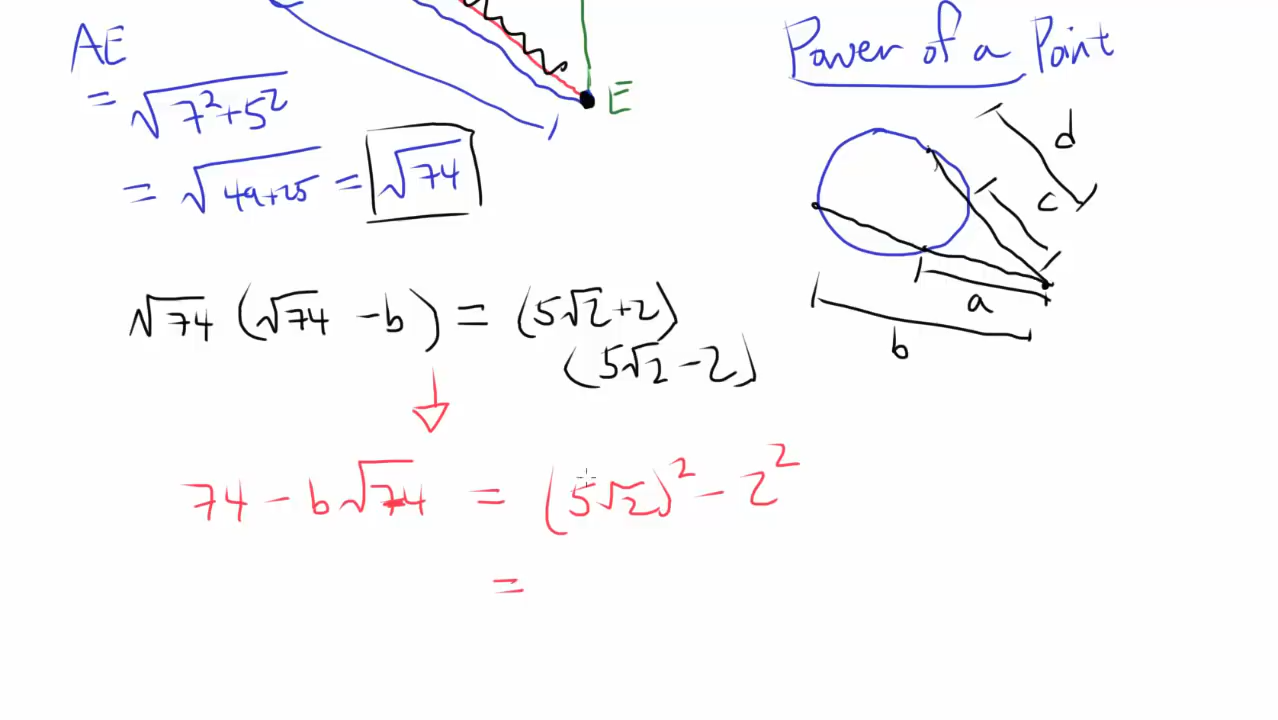 AE
E
Power of a Point
= √7²+5²
= √49+25 = √74
d
c
a
b
√74 (√74 - b) = (5√2+2)
(5√2 - 2)
74 - b√74 = (5√2)² - 2²
=